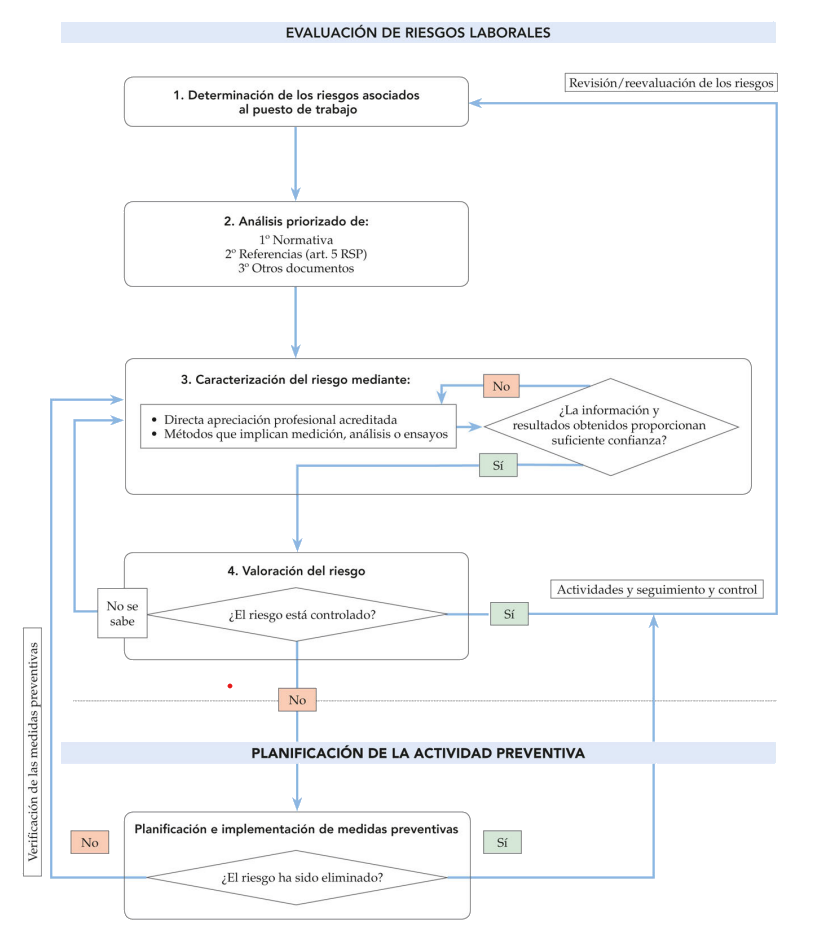 EVALUACIÓN DE RIESGOS LABORALES
Revisión/reevaluación de los riesgos
1. Determinación de los riesgos asociados
al puesto de trabajo
2. Análisis priorizado de:
1º Normativa
2º Referencias (art. 5 RSP)
3º Otros documentos
3. Caracterización del riesgo mediante:
• Directa apreciación profesional acreditada
• Métodos que implican medición, análisis o ensayos
No
¿La información y
resultados obtenidos proporcionan
suficiente confianza?
Sí
4. Valoración del riesgo
¿El riesgo está controlado?
No se
sabe
Sí
Actividades y seguimiento y control
No
Verificación de las medidas preventivas
PLANIFICACIÓN DE LA ACTIVIDAD PREVENTIVA
Planificación e implementación de medidas preventivas
¿El riesgo ha sido eliminado?
No
Sí